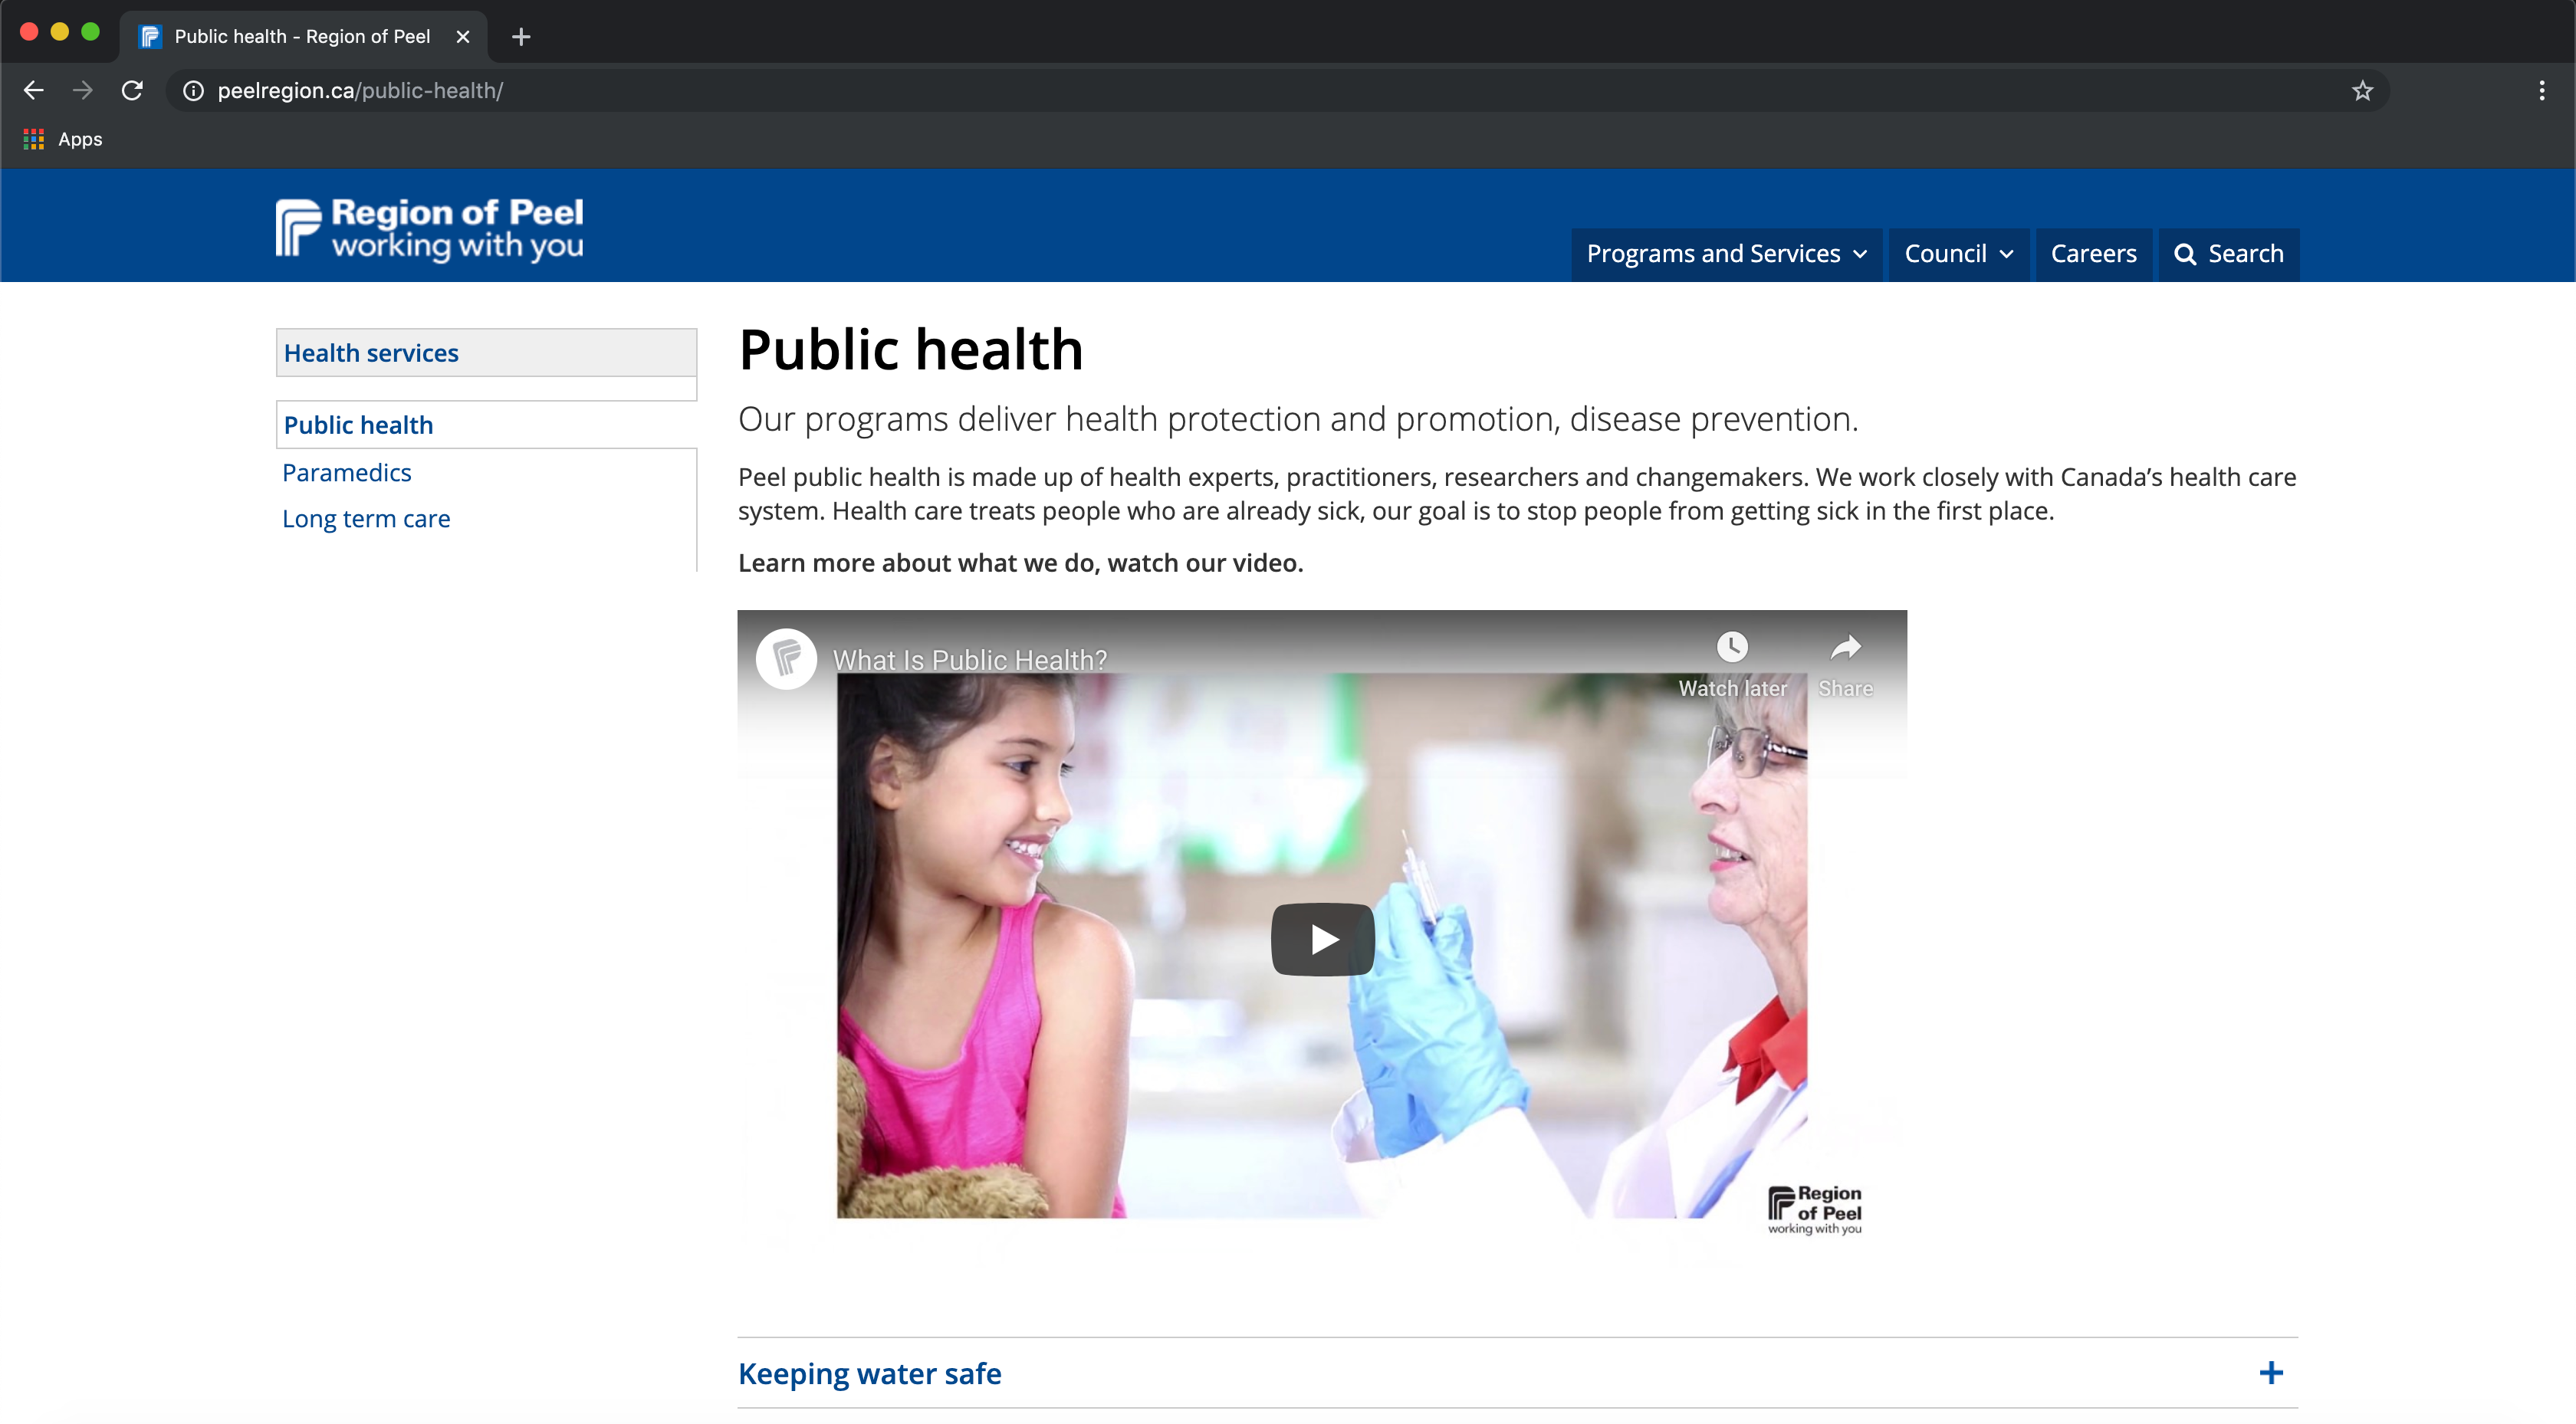 Public health - Region of Peel
peelregion.ca/public-health/
Apps
Region of Peel
working with you
Programs and Services
Council
Careers
Search
Health services
Public health
Paramedics
Long term care
Public health
Our programs deliver health protection and promotion, disease prevention.
Peel public health is made up of health experts, practitioners, researchers and changemakers. We work closely with Canada’s health care
system. Health care treats people who are already sick, our goal is to stop people from getting sick in the first place.
Learn more about what we do, watch our video.
What Is Public Health?
Watch later
Share
Region
of Peel
working with you
Keeping water safe